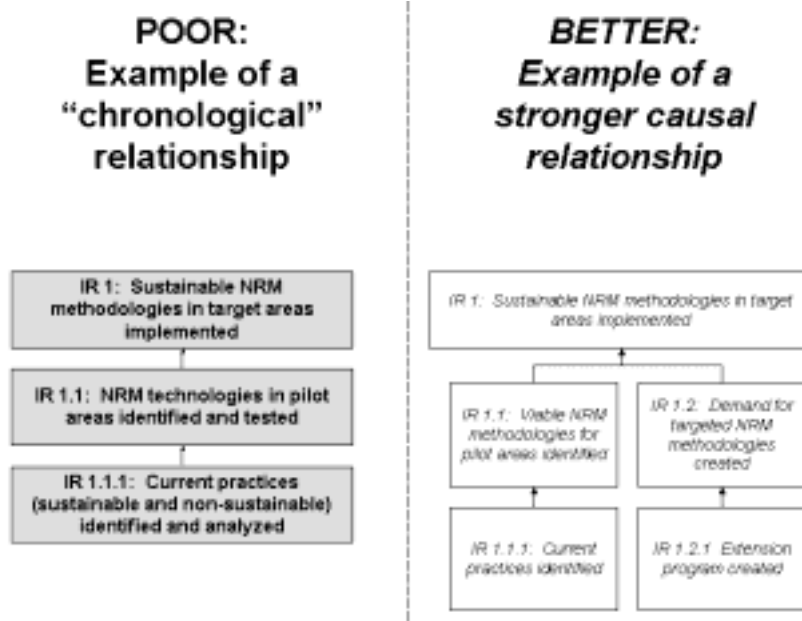 POOR:
Example of a
“chronological”
relationship
IR 1: Sustainable NRM
methodologies in target areas
implemented
IR 1.1: NRM technologies in pilot
areas identified and tested
IR 1.1.1: Current practices
(sustainable and non-sustainable)
identified and analyzed
BETTER:
Example of a
stronger causal
relationship
IR 1: Sustainable NRM methodologies in target
areas implemented
IR 1.1: Viable NRM
methodologies for
pilot areas identified
IR 1.2: Demand for
targeted NRM
methodologies
created
IR 1.1.1: Current
practices identified
IR 1.2.1 Extension
program created